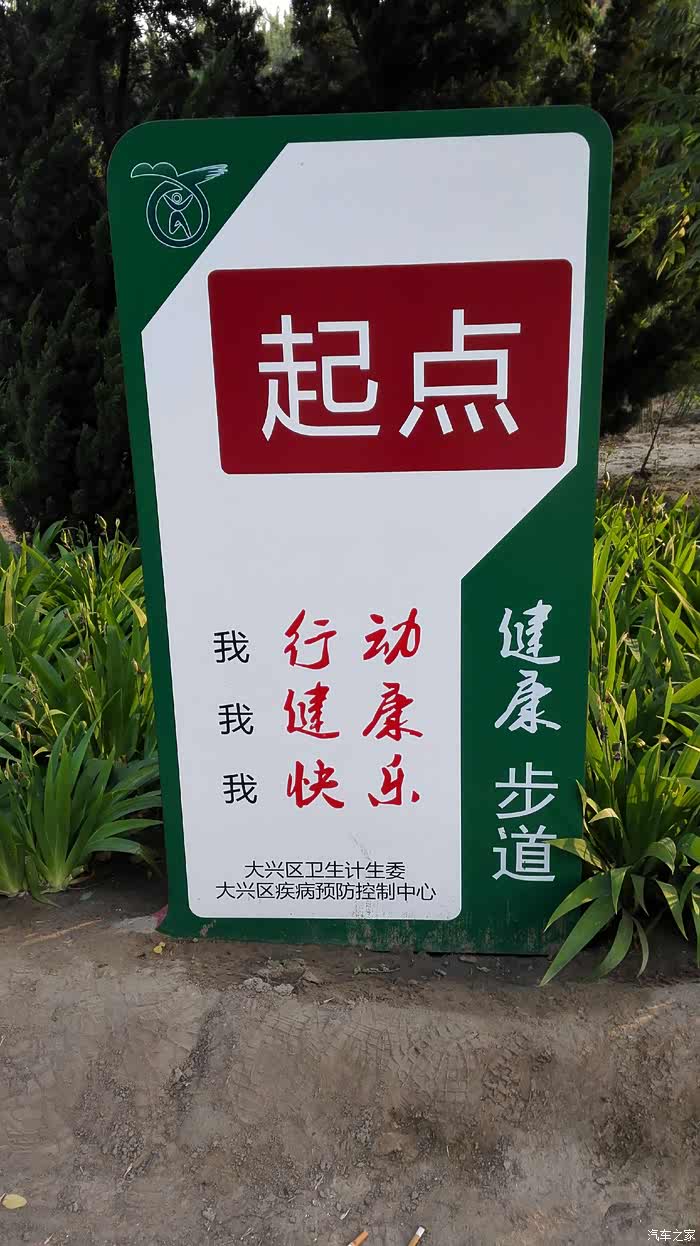 起点
我行动
我健康
我快乐
大兴区卫生计生委
大兴区疾病预防控制中心
健康步道
汽车之家